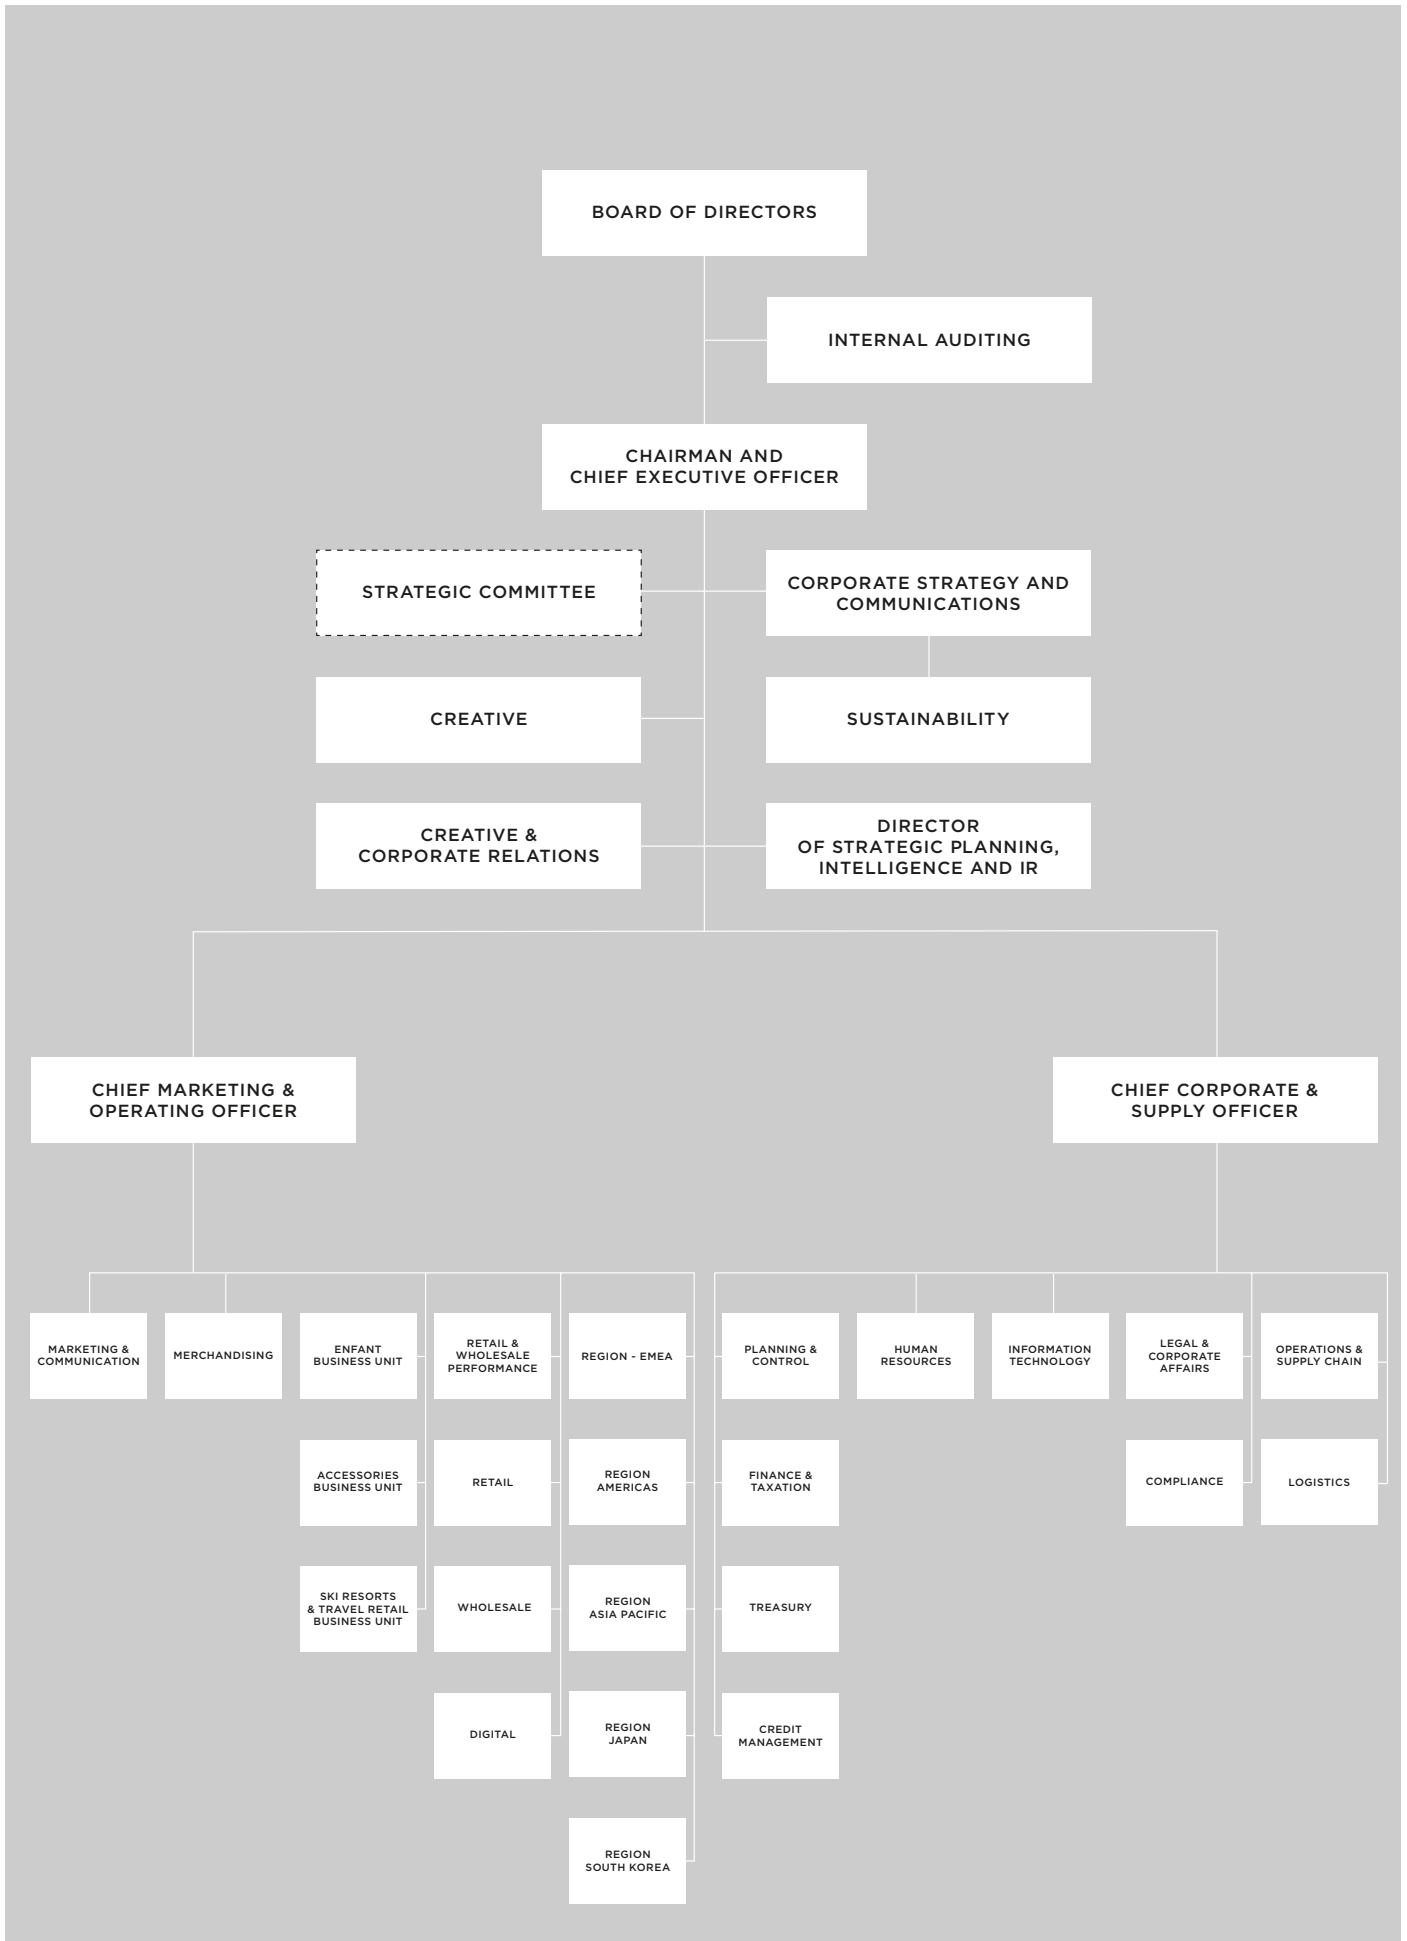 BOARD OF DIRECTORS
INTERNAL AUDITING
CHAIRMAN AND
CHIEF EXECUTIVE OFFICER
STRATEGIC COMMITTEE
CORPORATE STRATEGY AND
COMMUNICATIONS
CREATIVE
SUSTAINABILITY
CREATIVE &
CORPORATE RELATIONS
DIRECTOR
OF STRATEGIC PLANNING,
INTELLIGENCE AND IR
CHIEF MARKETING &
OPERATING OFFICER
CHIEF CORPORATE &
SUPPLY OFFICER
MARKETING &
COMMUNICATION
MERCHANDISING
ENFANT
BUSINESS UNIT
RETAIL &
WHOLESALE
PERFORMANCE
REGION - EMEA
PLANNING &
CONTROL
HUMAN
RESOURCES
INFORMATION
TECHNOLOGY
LEGAL &
CORPORATE
AFFAIRS
OPERATIONS &
SUPPLY CHAIN
ACCESSORIES
BUSINESS UNIT
RETAIL
REGION
AMERICAS
FINANCE &
TAXATION
COMPLIANCE
LOGISTICS
SKI RESORTS
& TRAVEL RETAIL
BUSINESS UNIT
WHOLESALE
REGION
ASIA PACIFIC
TREASURY
DIGITAL
REGION
JAPAN
CREDIT
MANAGEMENT
REGION
SOUTH KOREA